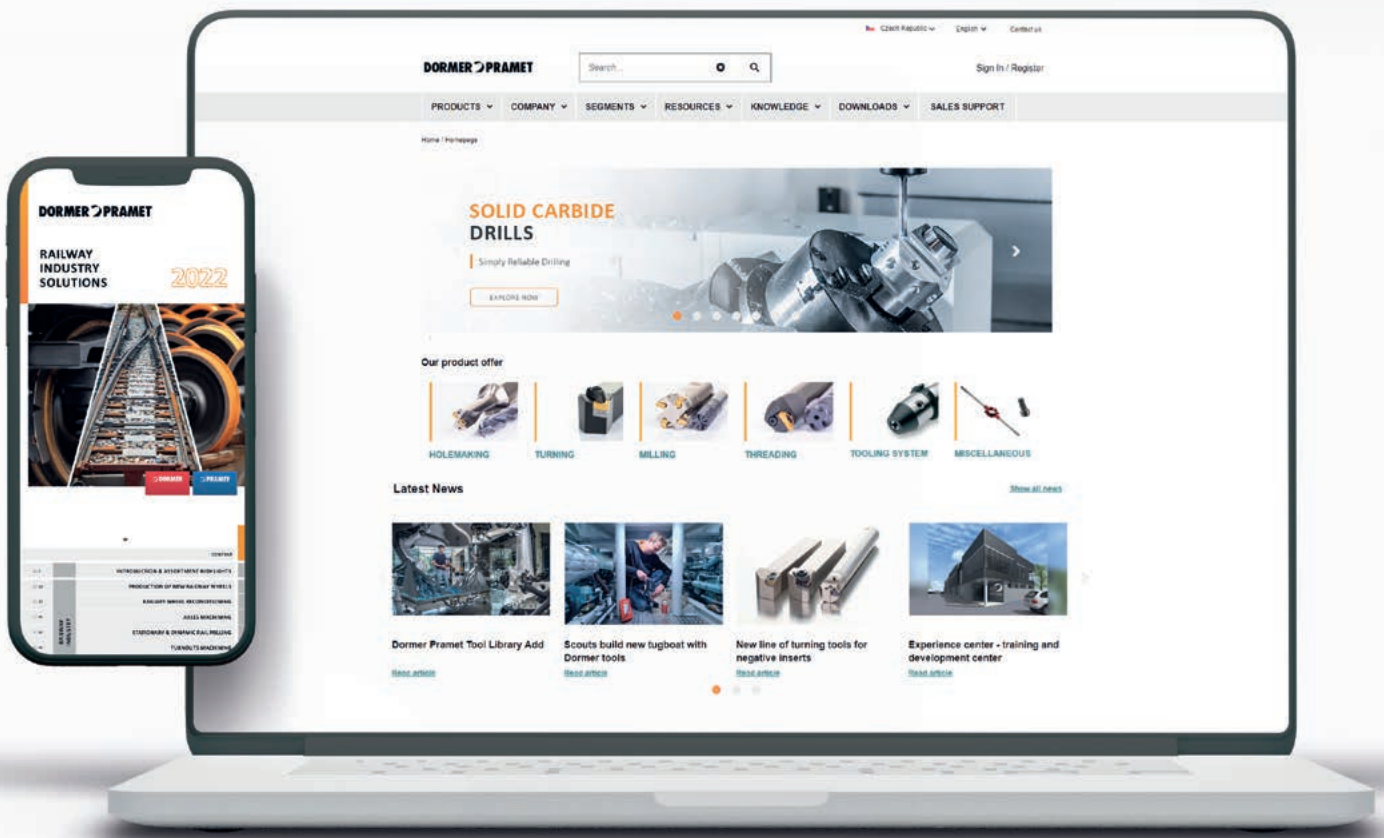 DORMER PRAMET
RAILWAY
INDUSTRY
SOLUTIONS
2022
DORMER
PRAMET
INTRODUCTION & ASSORTMENT HIGHLIGHTS
PRODUCTION OF NEW RAILWAY WHEELS
RAILWAY WHEEL RECONDITIONING
AXLES MACHINING
STATIONARY & DYNAMIC RAIL MILLING
TURNOUTS MACHINING
RAILWAY
INDUSTRY
Czech Republic
English
Contact us
DORMER PRAMET
Search...
Sign In / Register
PRODUCTS
COMPANY
SEGMENTS
RESOURCES
KNOWLEDGE
DOWNLOADS
SALES SUPPORT
Home / Homepage
SOLID CARBIDE
DRILLS
Simply Reliable Drilling
EXPLORE NOW
Our product offer
HOLEMAKING
TURNING
MILLING
THREADING
TOOLING SYSTEM
MISCELLANEOUS
Latest News
Show all news
Dormer Pramet Tool Library Add
Read article
Scouts build new tugboat with
Dormer tools
Read article
New line of turning tools for
negative inserts
Read article
Experience center - training and
development center
Read article